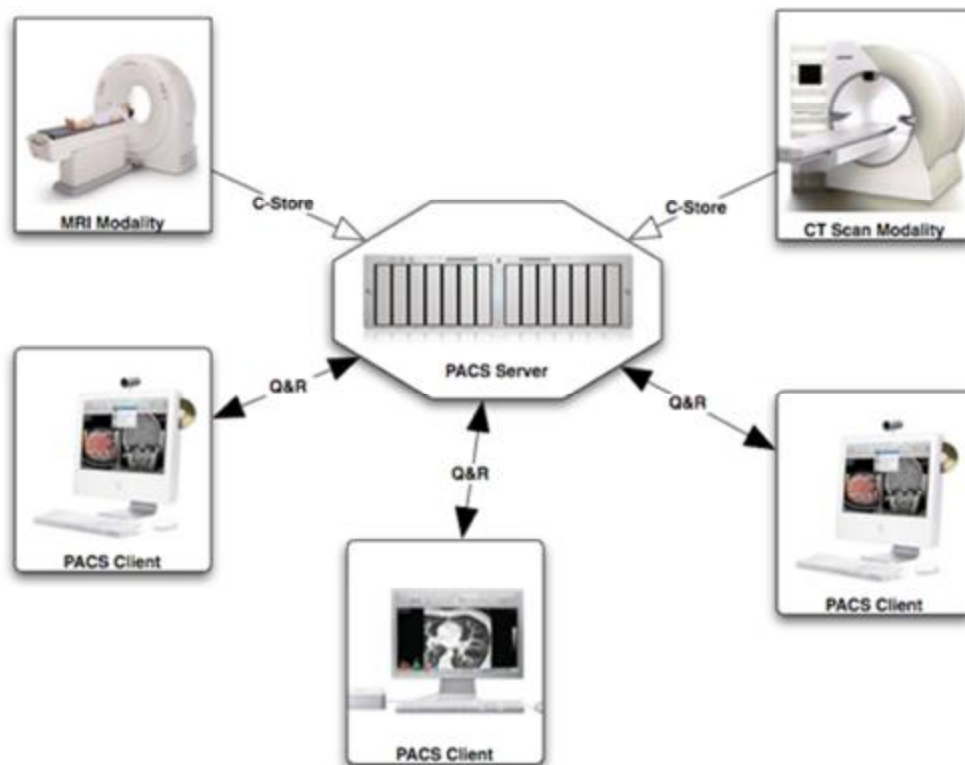 MRI Modality
CT Scan Modality
C-Store
C-Store
PACS Server
Q&R
Q&R
Q&R
PACS Client
PACS Client
PACS Client